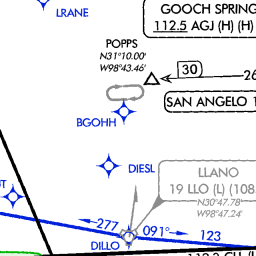 GOOCH SPRING
112.5 AGJ (H) (H)
LRANE
POPPS
N31°10.00'
W98°43.46'
30
26
SAN ANGELO 1
BGOHH
DIESL
LLANO
19 LLO (L) (108.
N30°47.78'
W98°47.24'
277
091°
123
DILLO